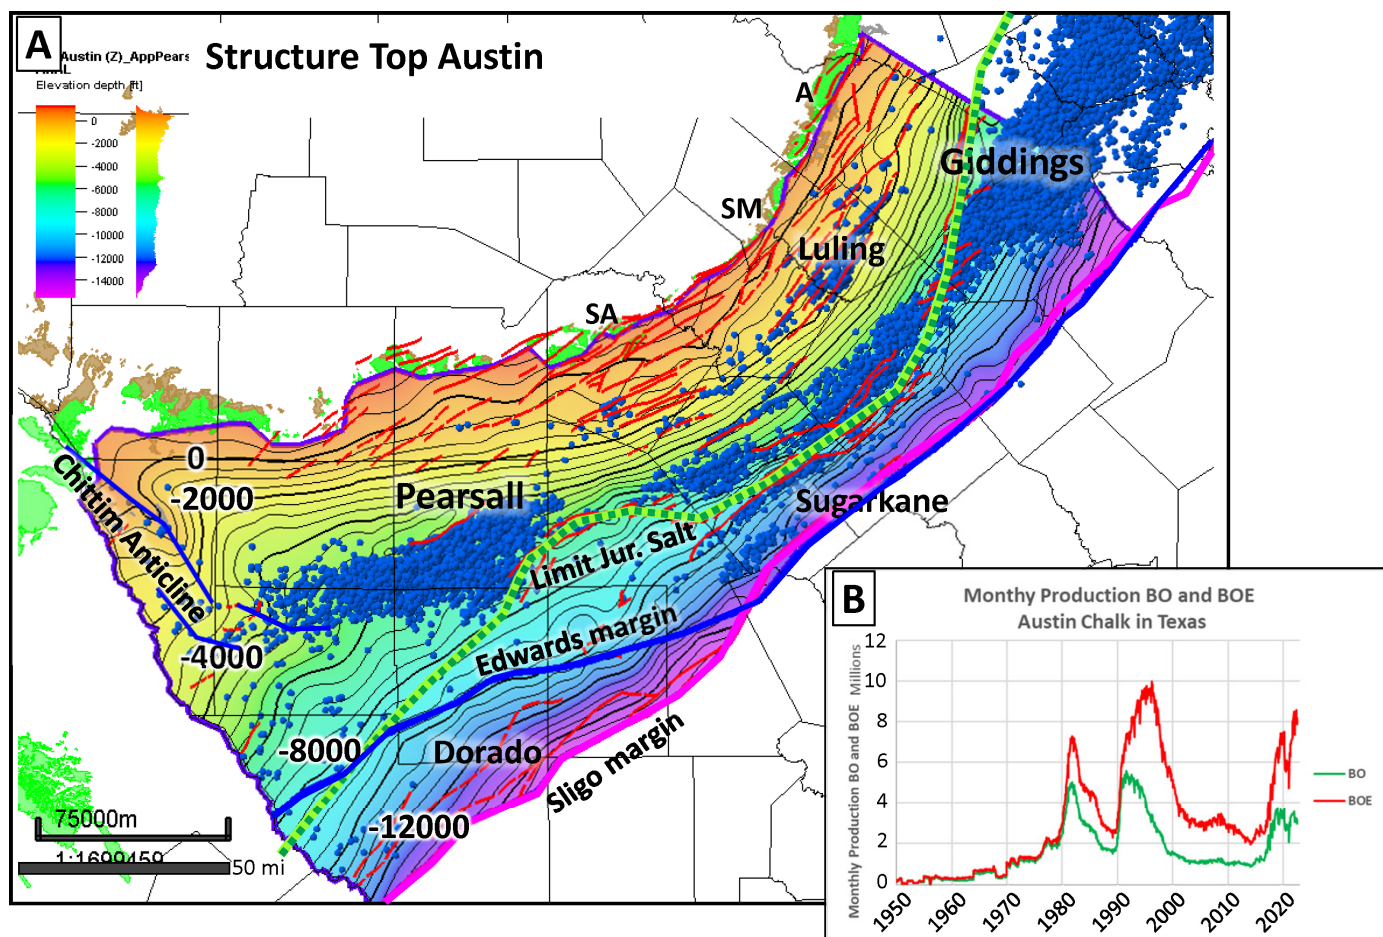 A
Austin (Z)_AppPears
Structure Top Austin
Elevation depth [ft]
0
-2000
-4000
-6000
-8000
-10000
-12000
-14000
A
SM
SA
Giddings
Luling
0
-2000
Pearsall
Sugarkane
Chittim Anticline
Limit Jur. Salt
-4000
Edwards margin
-8000
Dorado
Sligo margin
-12000
75000m
1:1699459
50 mi
B
Monthy Production BO and BOE
Austin Chalk in Texas
Monthly Production BO and BOE Millions
12
10
8
6
4
2
0
1950
1960
1970
1980
1990
2000
2010
2020
BO
BOE